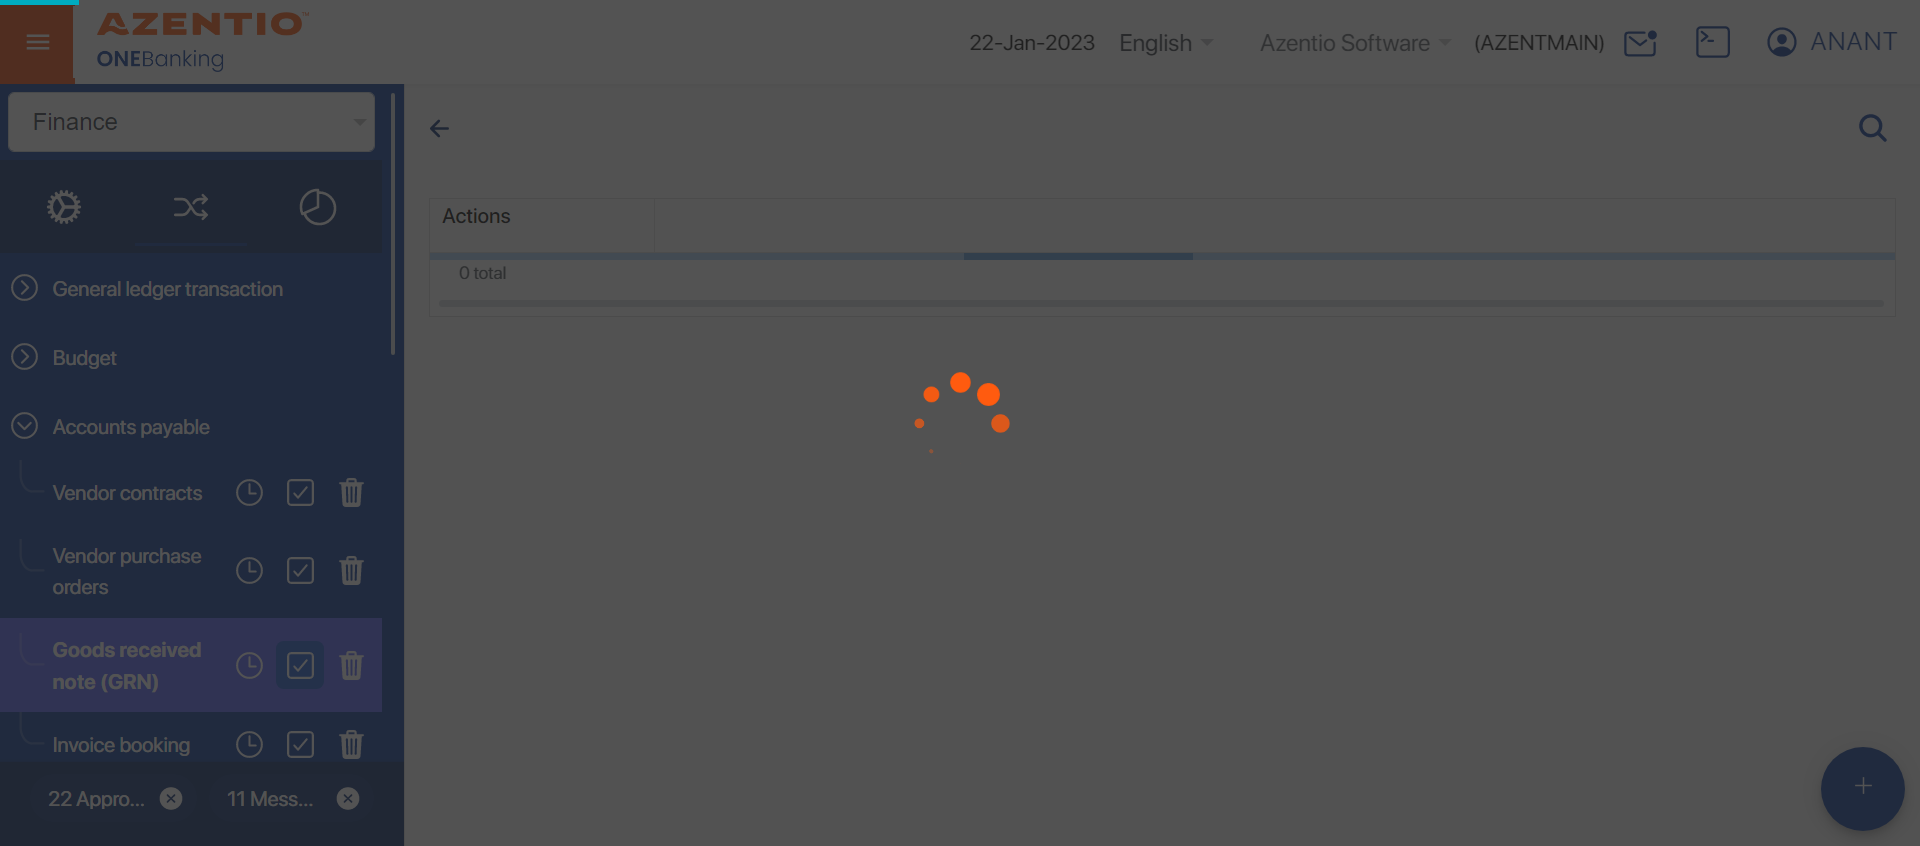 AZENTIO™
ONEBanking
22-Jan-2023 English Azentio Software (AZENTMAIN) ANANT
Finance
Actions
0 total
General ledger transaction
Budget
Accounts payable
Vendor contracts
Vendor purchase
orders
Goods received
note (GRN)
Invoice booking
22 Appro...
11 Mess...